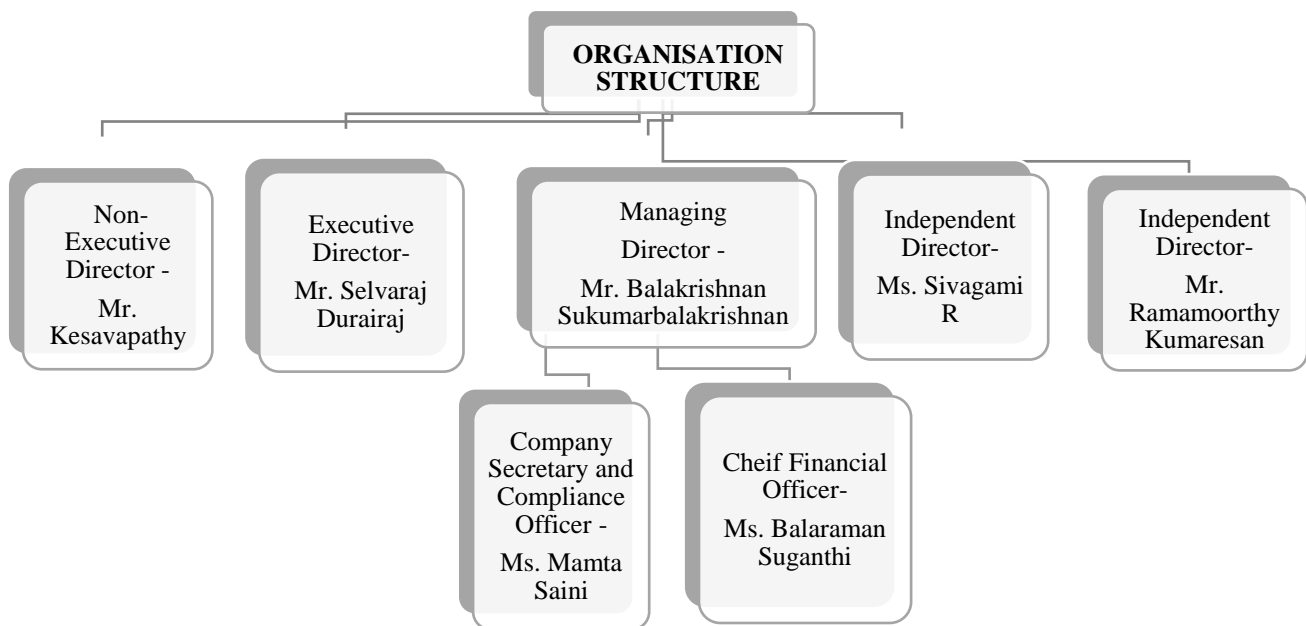 ORGANISATION
STRUCTURE
Non-
Executive
Director -
Mr.
Kesavapathy
Executive
Director-
Mr. Selvaraj
Durairaj
Managing
Director -
Mr. Balakrishnan
Sukumarbalakrishnan
Independent
Director-
Ms. Sivagami
R
Independent
Director-
Mr.
Ramamoorthy
Kumaresan
Company
Secretary and
Compliance
Officer -
Ms. Mamta
Saini
Cheif Financial
Officer-
Ms. Balaraman
Suganthi